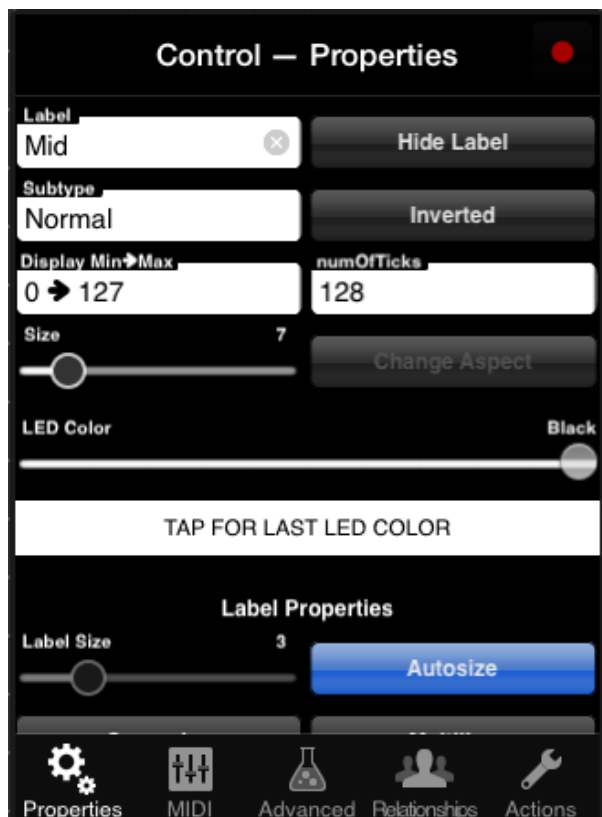 Control — Properties
Label
Mid
Hide Label
Subtype
Normal
Inverted
Display Min➔Max
numOfTicks
0 ➔ 127
128
Size 7
Change Aspect
LED Color Black
TAP FOR LAST LED COLOR
Label Properties
Label Size 3
Autosize
Properties MIDI Advanced Relationships Actions